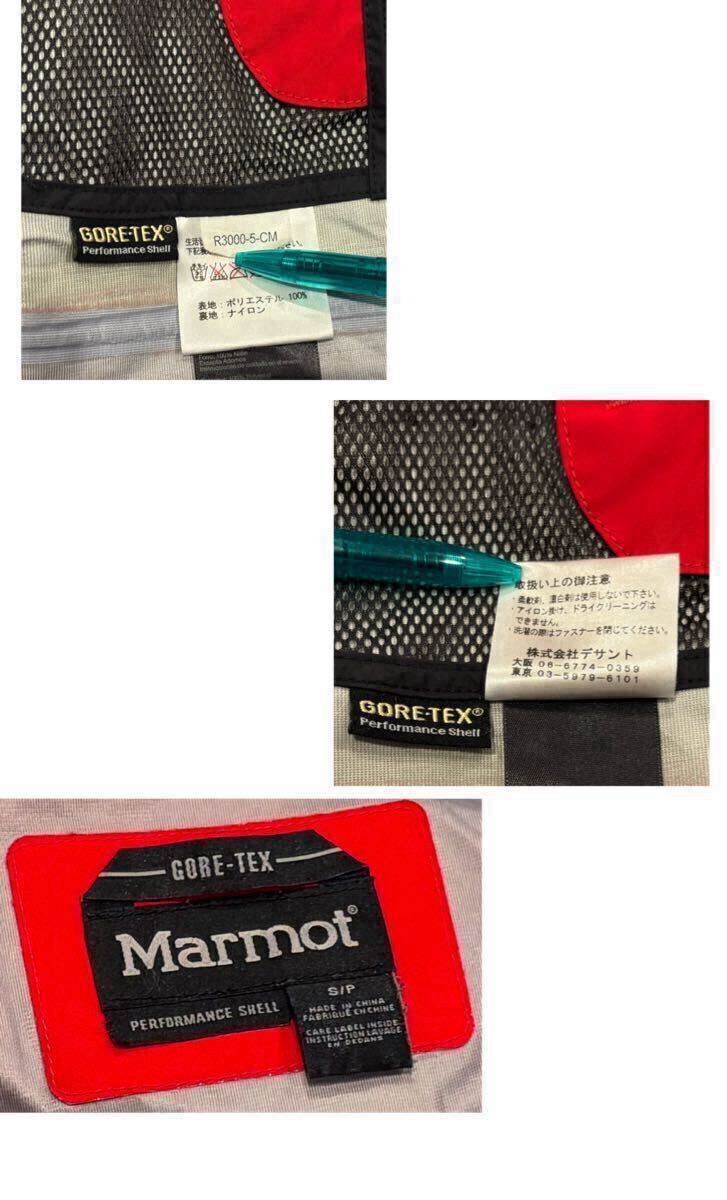 GORE-TEX®
Performance Shell
R3000-5-CM
表地：ポリエステル 100%
裏地：ナイロン
取扱い上の御注意
・柔軟剤、漂白剤は使用しないで下さい。
・アイロン掛け、ドライクリーニングは
できません。
・洗濯の際はファスナーを閉じてください。
株式会社デサント
大阪 06-6774-0359
東京 03-5979-6101
GORE-TEX®
Performance Shell
GORE-TEX
Marmot®
PERFORMANCE SHELL
S/P
MADE IN CHINA
FABRIQUÉ EN CHINE
CARE LABEL INSIDE
INSTRUCTION LAVAGE
EN DEDANS